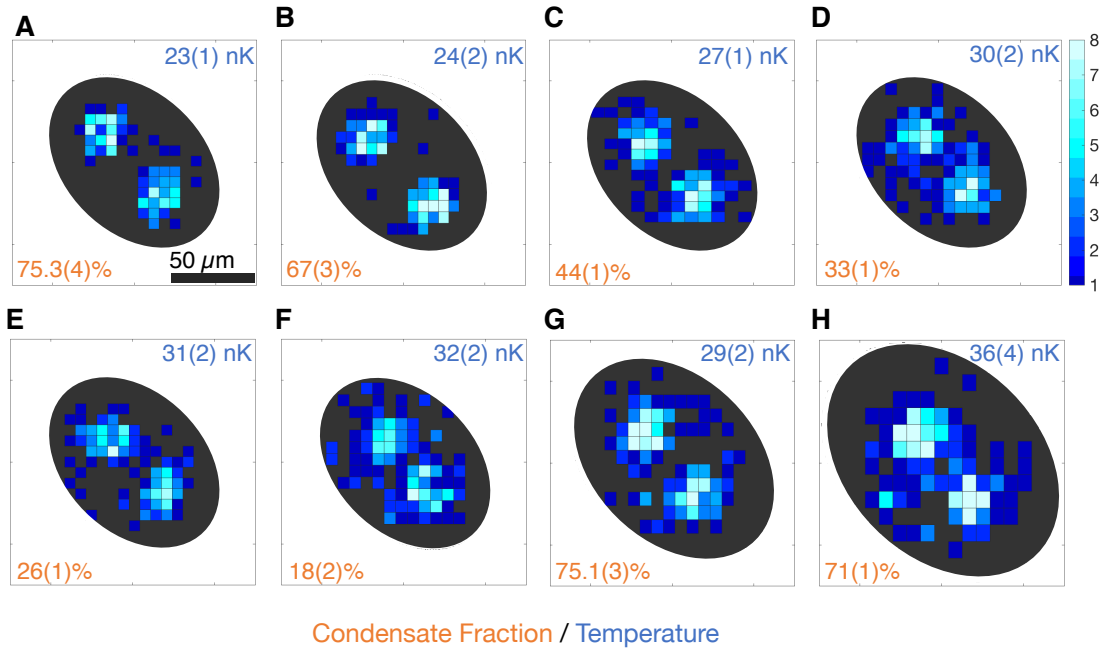 A
B
C
D
23(1) nK
24(2) nK
27(1) nK
30(2) nK
8
7
6
5
4
3
2
1
50 µm
75.3(4)%
67(3)%
44(1)%
33(1)%
E
F
G
H
31(2) nK
32(2) nK
29(2) nK
36(4) nK
26(1)%
18(2)%
75.1(3)%
71(1)%
Condensate Fraction / Temperature